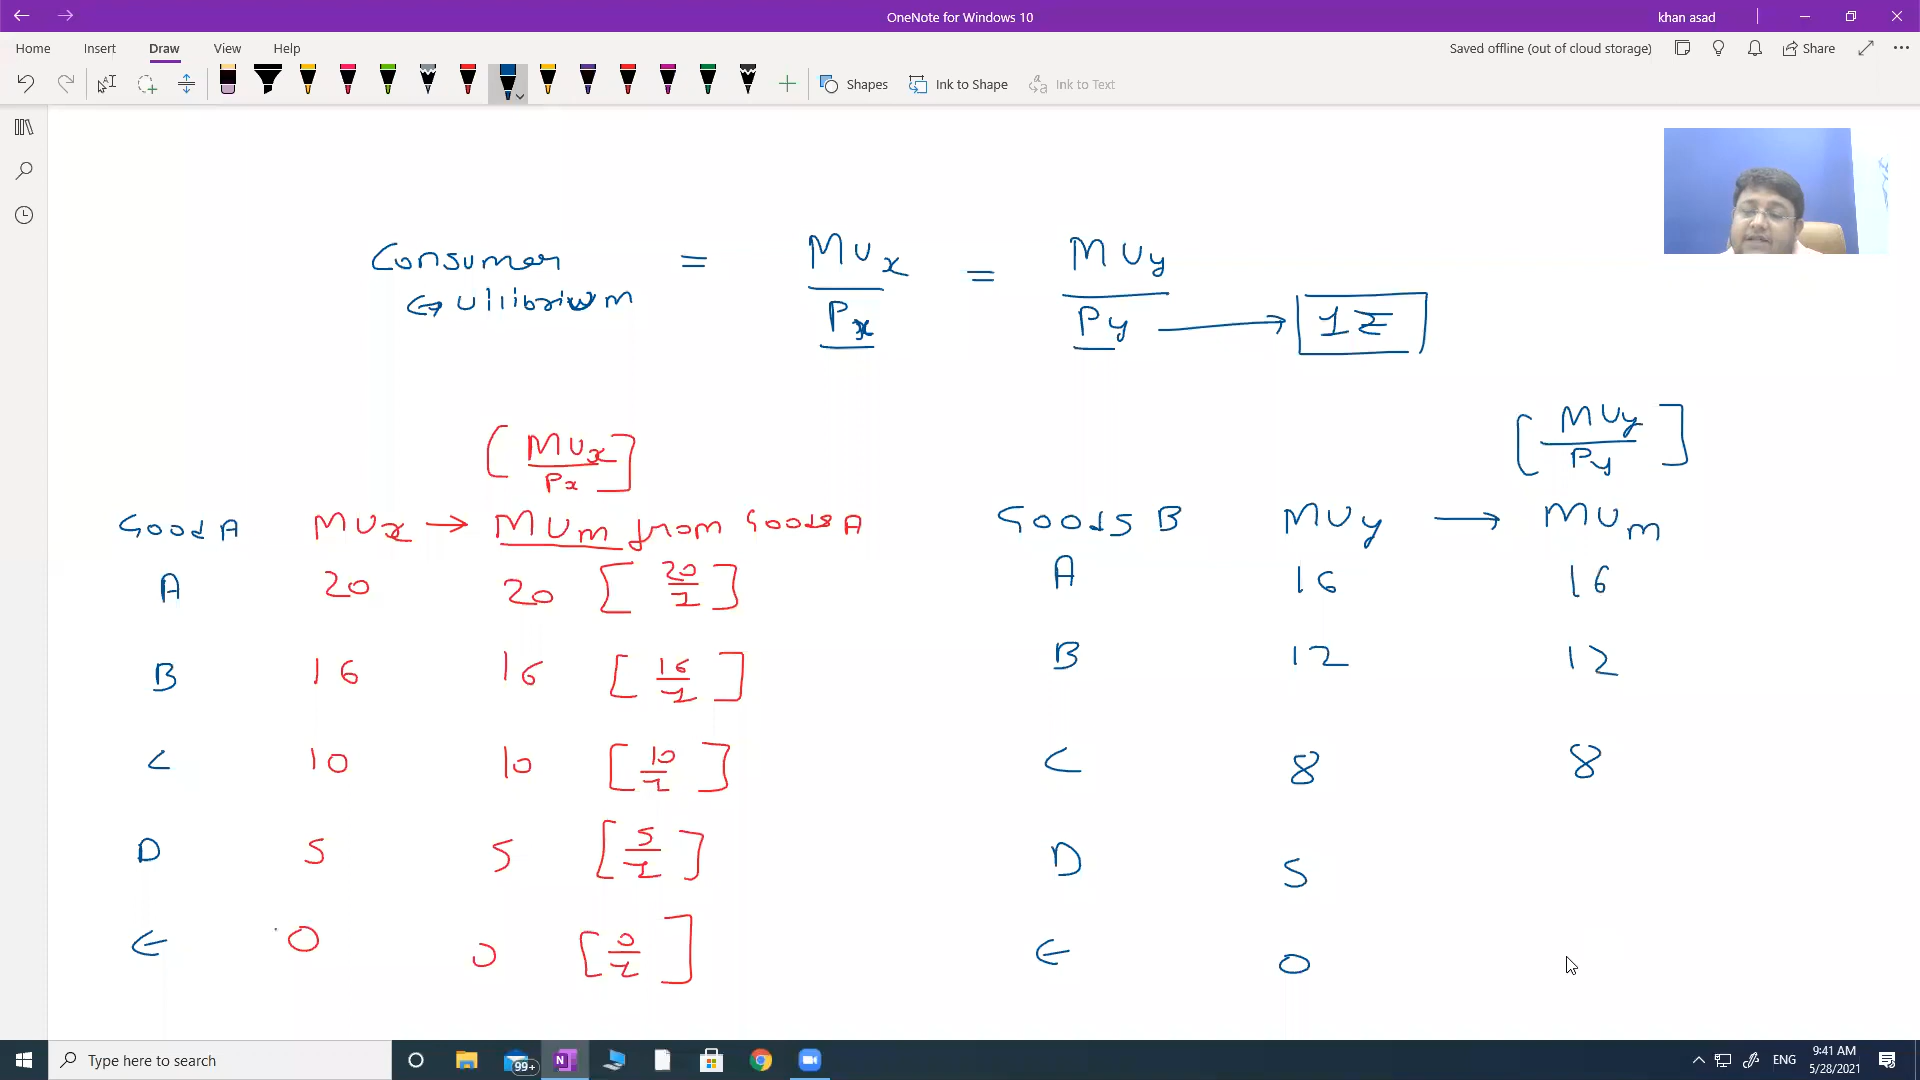 OneNote for Windows 10
khan asad
Home Insert Draw View Help
Saved offline (out of cloud storage)
Share
Shapes
Ink to Shape
Ink to Text
Consumer = MUx / Px = MUy / Py → 1
[MUx / Px]
[MUy / Py]
Good A MUx → MUm from Goods A
Goods B MUy → MUm
A 20 20 [20/1]
A 16 16
B 16 16 [16/1]
B 12 12
C 10 10 [10/1]
C 8 8
D 5 5 [5/1]
D 5
E 0 0 [0/1]
E 0
Type here to search
99+
ENG
9:41 AM
5/28/2021